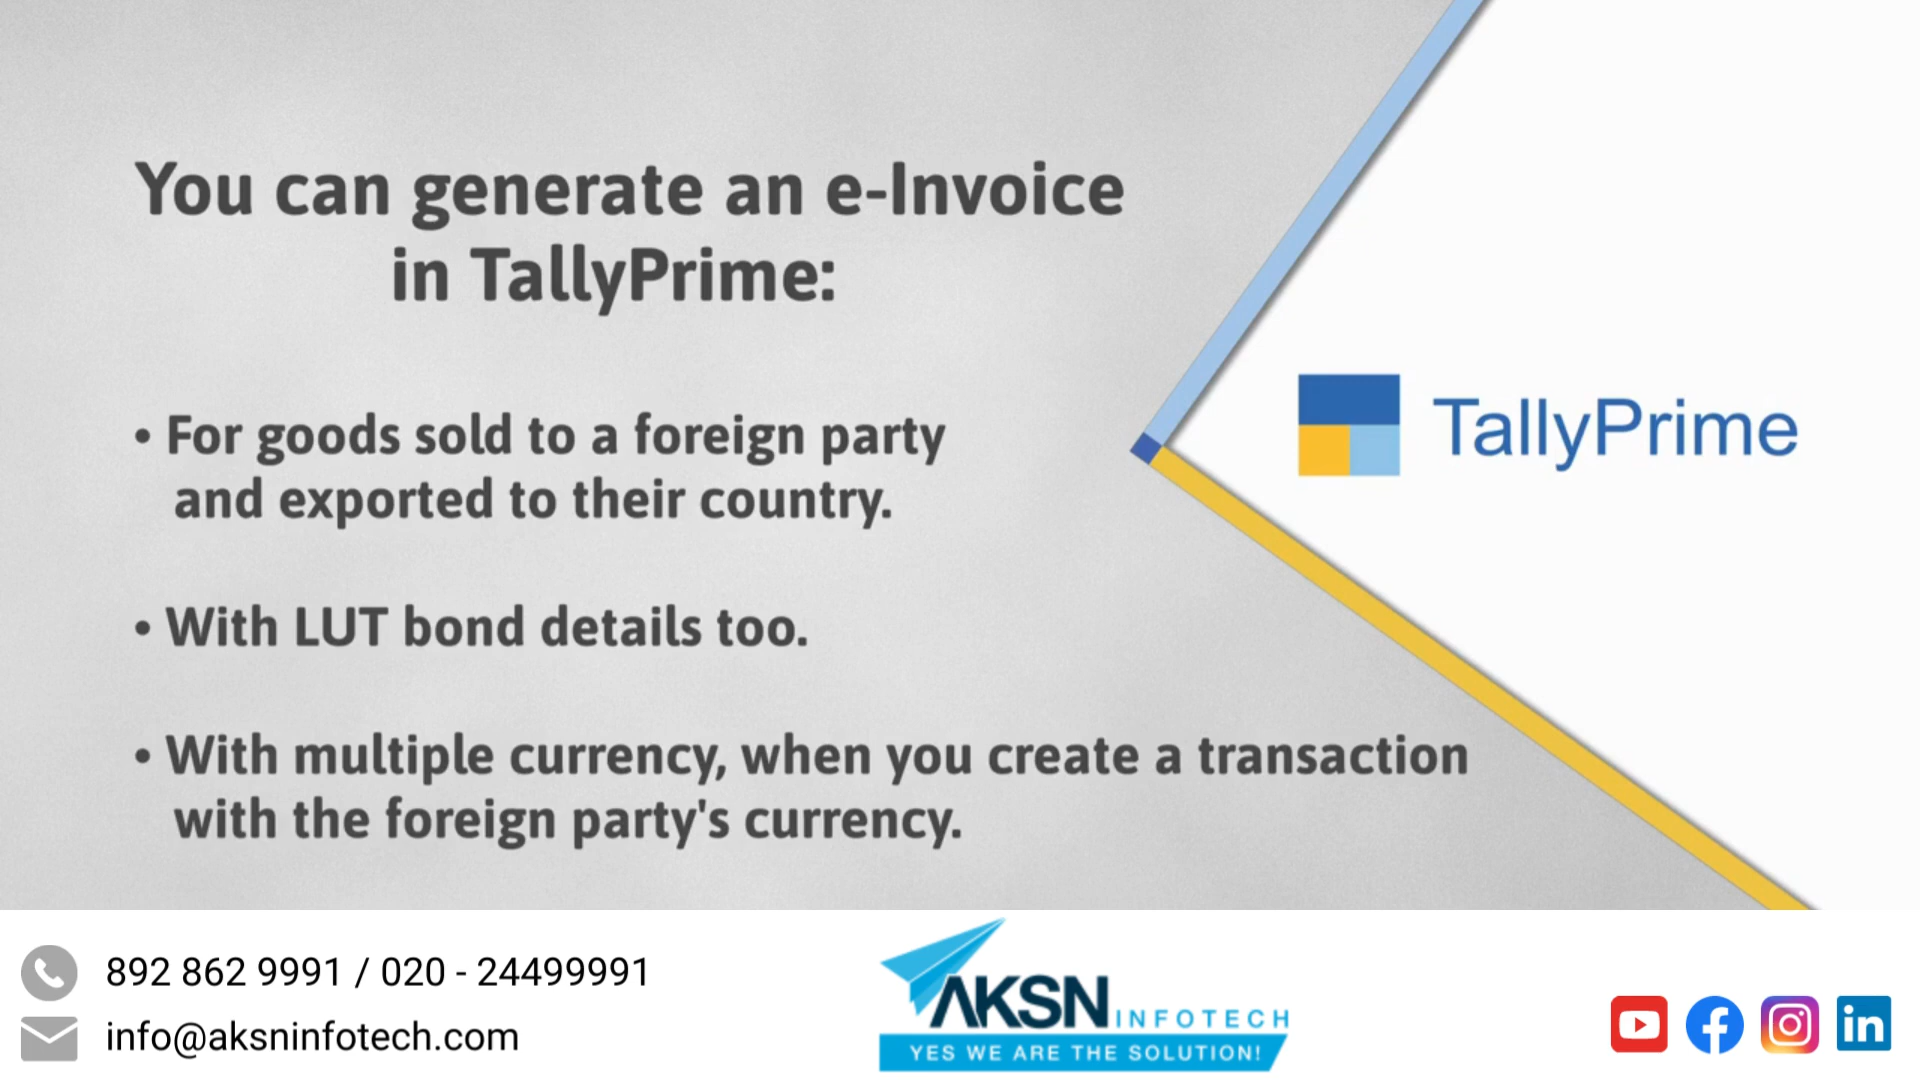 You can generate an e-Invoice
in TallyPrime:
• For goods sold to a foreign party
and exported to their country.
• With LUT bond details too.
• With multiple currency, when you create a transaction
with the foreign party's currency.
TallyPrime
892 862 9991 / 020 - 24499991
info@aksninfotech.com
AKSN INFOTECH
YES WE ARE THE SOLUTION!
in